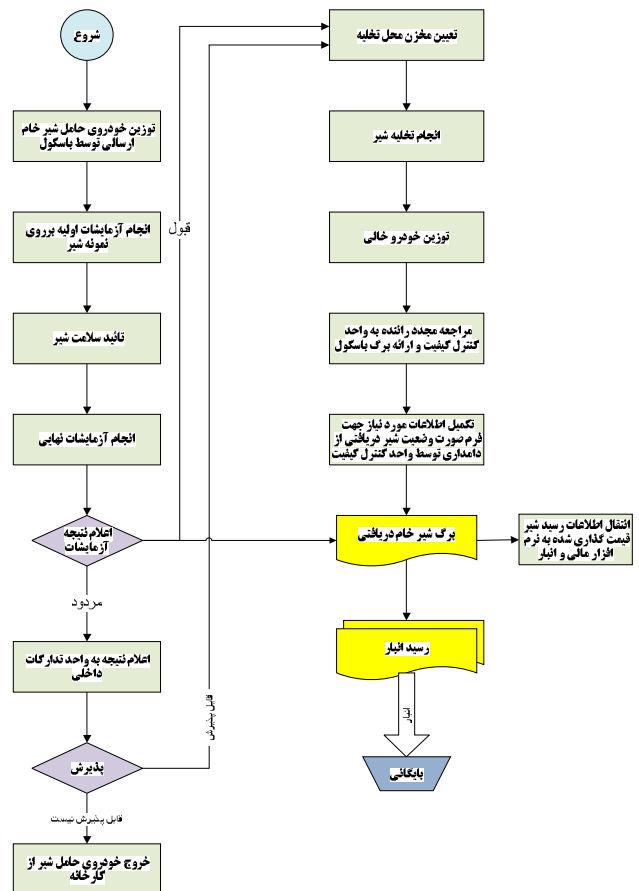 شروع
توزین خودروی حامل شیر خام
ارسالی توسط باسکول
انجام آزمایشات اولیه برروی
نمونه شیر
تائید سلامت شیر
انجام آزمایشات نهایی
اعلام نتیجه
آزمایشات
مردود
اعلام نتیجه به واحد تدارکات
داخلی
پذیرش
قابل پذیرش نیست
خروج خودروی حامل شیر از
کارخانه
قبول
قابل پذیرش
تعیین مخزن محل تخلیه
انجام تخلیه شیر
توزین خودرو خالی
مراجعه مجدد راننده به واحد
کنترل کیفیت و ارائه برگ باسکول
تکمیل اطلاعات مورد نیاز جهت
فرم صورت وضعیت شیر دریافتی از
دامداری توسط واحد کنترل کیفیت
برگ شیر خام دریافتی
انتقال اطلاعات رسید شیر
قیمت گذاری شده به نرم
افزار مالی و انبار
رسید انبار
انبار
بایگانی